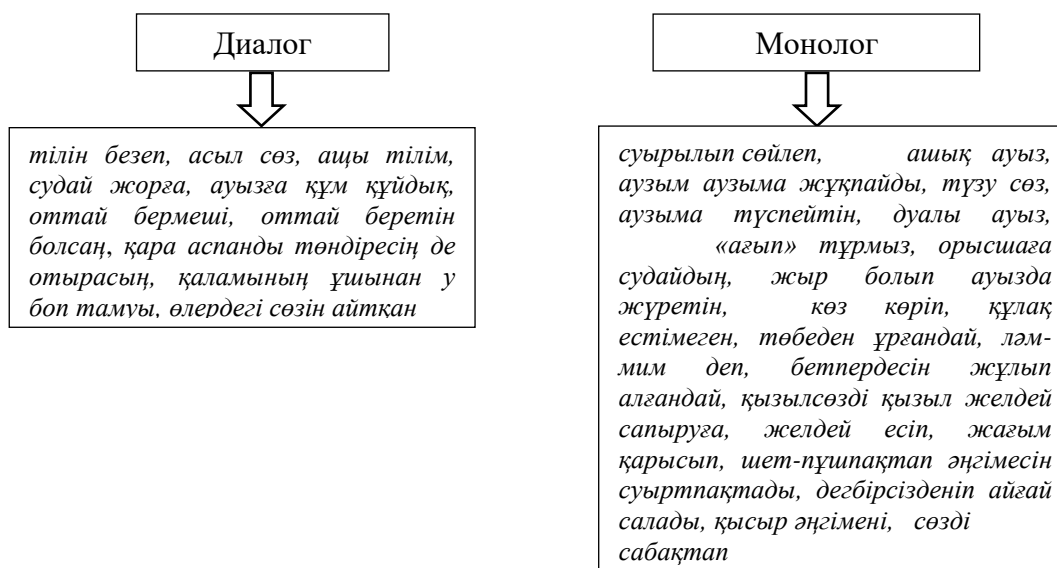 Диалог
тілін безеп, асыл сөз, ащы тілім,
судай жорға, ауызға құм құйдық,
оттай бермеші, оттай беретін
болсаң, қара аспанды төндіресің де
отырасың, қаламының ұшынан у
боп тамуы, өлердегі сөзін айтқан
Монолог
суырылып сөйлеп, ашық ауыз,
аузым аузыма жұқпайды, түзу сөз,
аузыма түспейтін, дуалы ауыз,
«ағып» тұрмыз, орысшаға
судайдың, жыр болып ауызда
жүретін, көз көріп, құлақ
естімеген, төбеден ұрғандай, ләм-
мим деп, бетпердесін жұлып
алғандай, қызылсөзді қызыл желдей
сапыруға, желдей есіп, жағым
қарысып, шет-пұшпақтап әңгімесін
суыртпақтады, дегбірсізденіп айғай
салады, қысыр әңгімені, сөзді
сабақтап